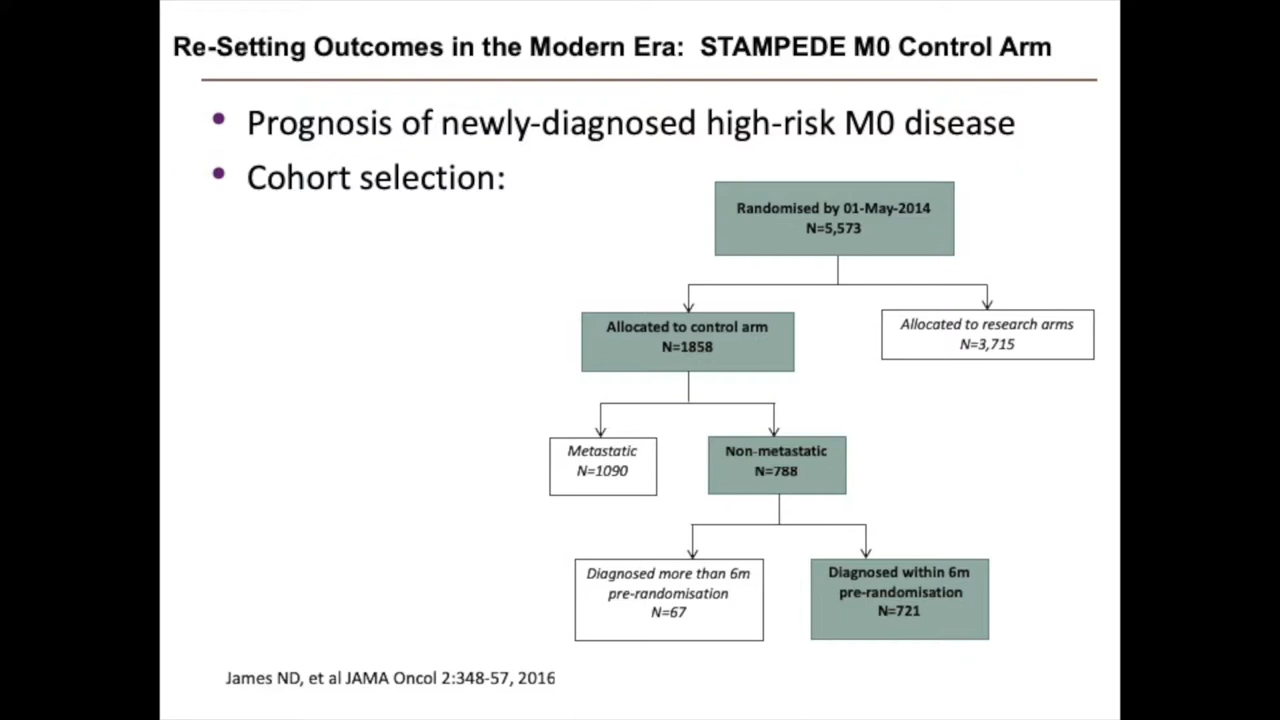 Re-Setting Outcomes in the Modern Era: STAMPEDE M0 Control Arm
• Prognosis of newly-diagnosed high-risk M0 disease
• Cohort selection:
Randomised by 01-May-2014
N=5,573
Allocated to control arm
N=1858
Allocated to research arms
N=3,715
Metastatic
N=1090
Non-metastatic
N=788
Diagnosed more than 6m
pre-randomisation
N=67
Diagnosed within 6m
pre-randomisation
N=721
James ND, et al JAMA Oncol 2:348-57, 2016